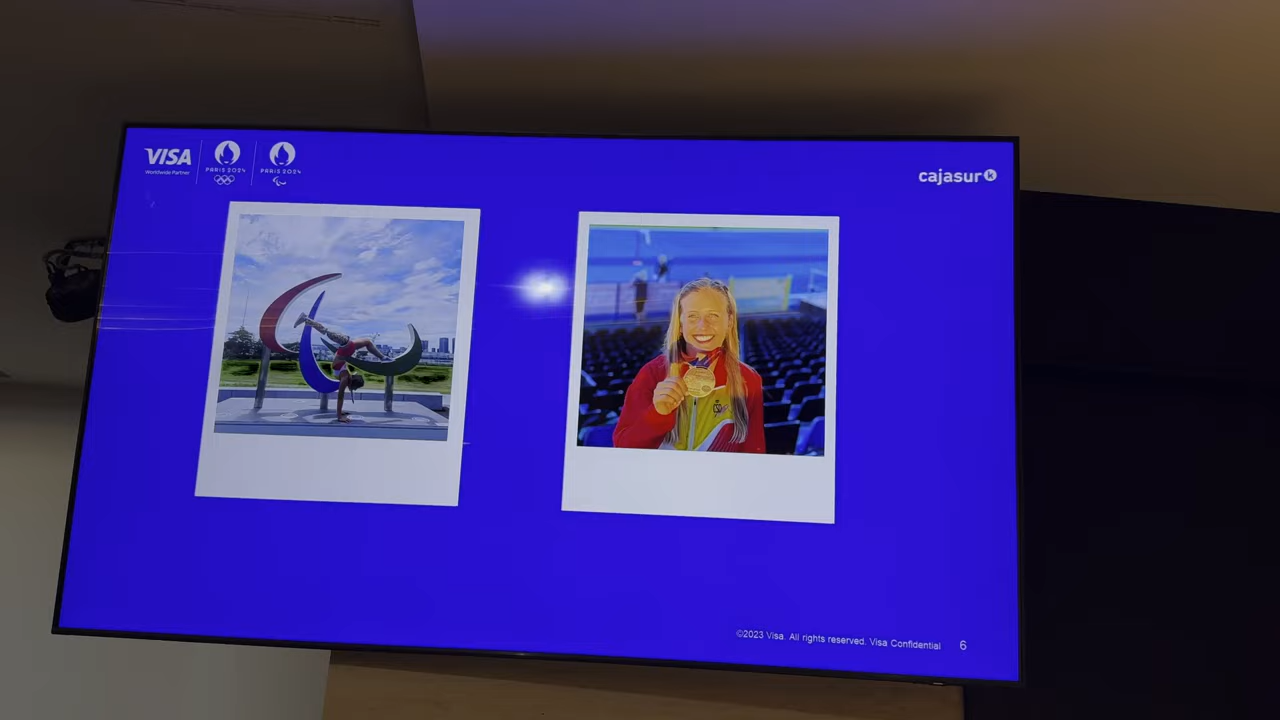 VISA
Worldwide Partner
PARIS 2024
PARIS 2024
cajasur k
©2023 Visa. All rights reserved. Visa Confidential
6